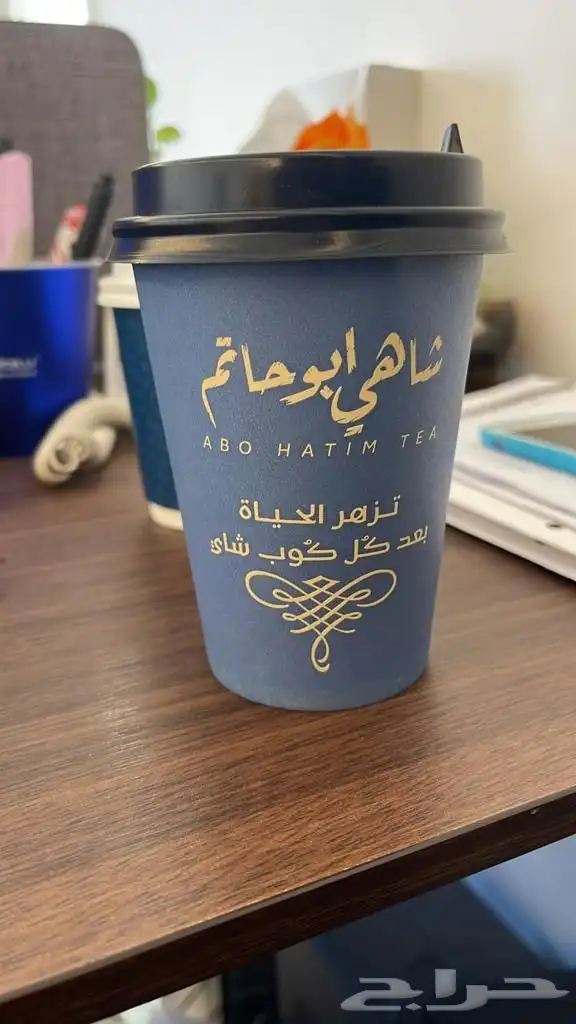 شاهي ابوحاتم
ABO HATIM TEA
تزهر الحياة
بعد كُل كُوب شاي
حراج